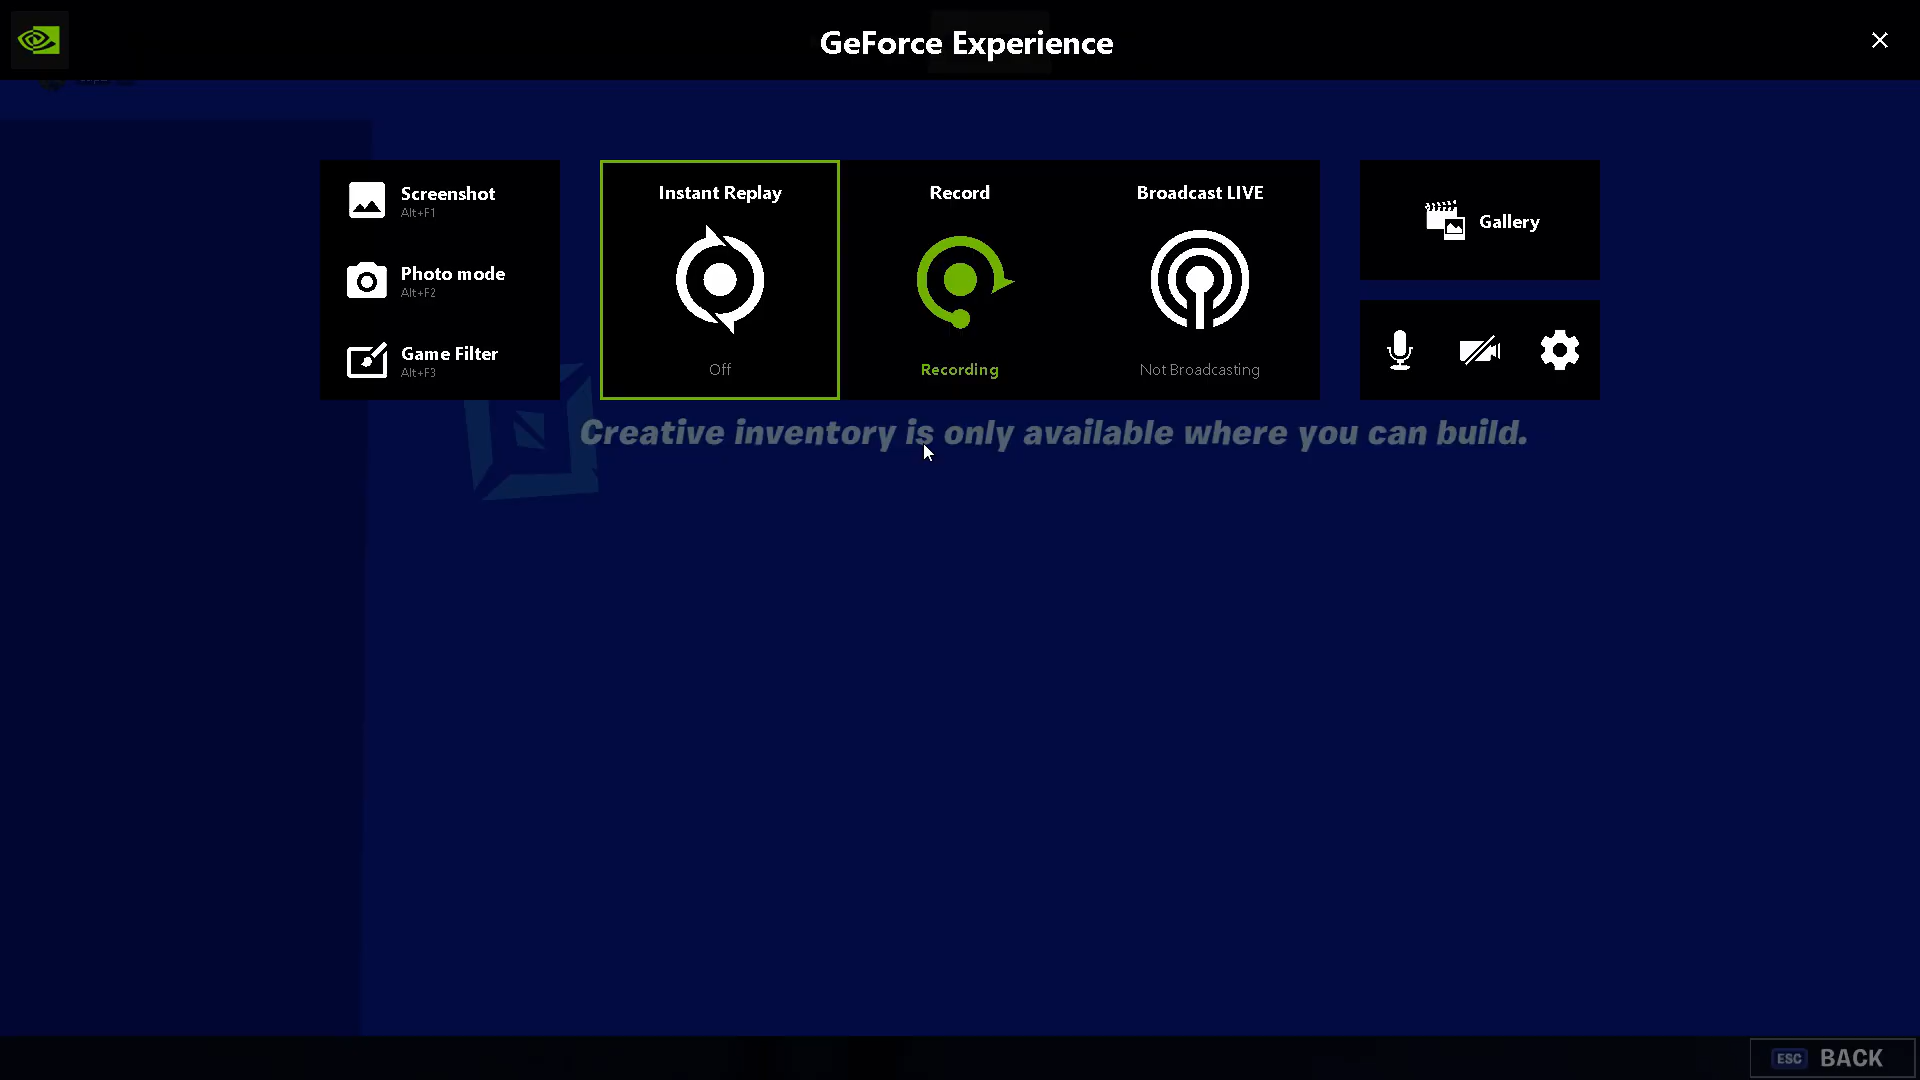 GeForce Experience
Screenshot
Alt+F1
Photo mode
Alt+F2
Game Filter
Alt+F3
Instant Replay
Off
Record
Recording
Broadcast LIVE
Not Broadcasting
Gallery
Creative inventory is only available where you can build.
ESC BACK